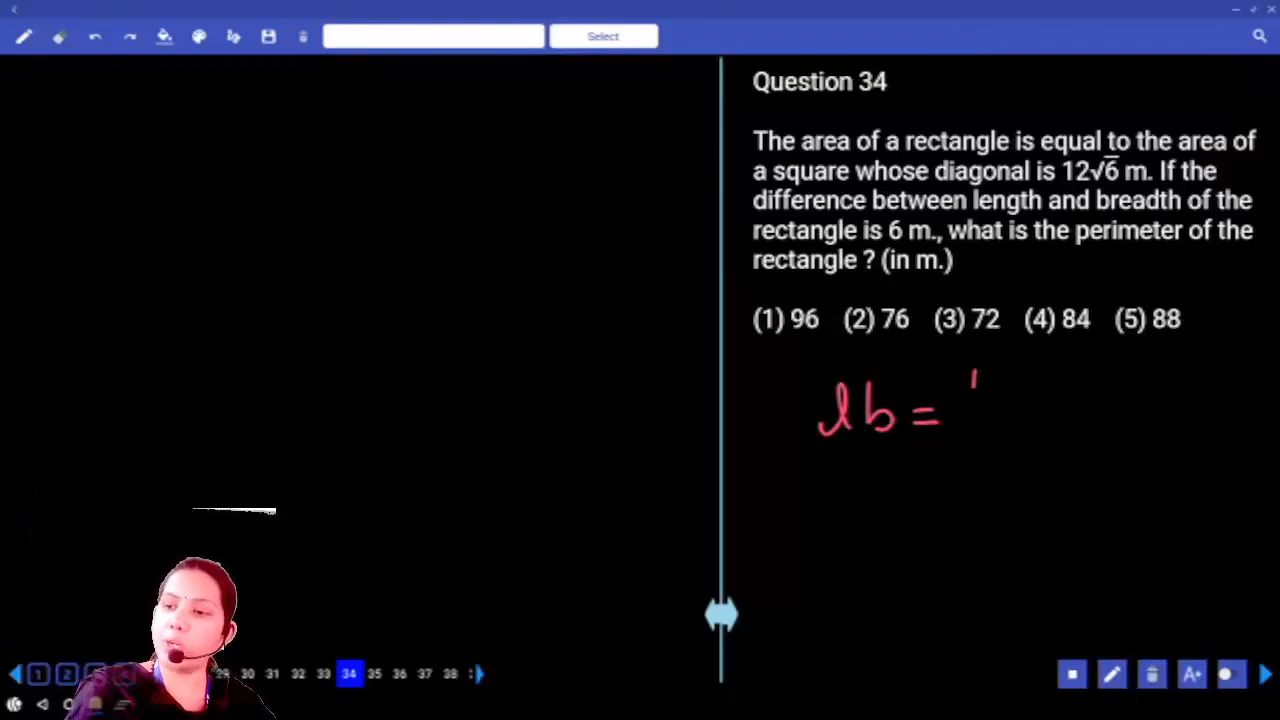 Select
Question 34
The area of a rectangle is equal to the area of
a square whose diagonal is 12√6 m. If the
difference between length and breadth of the
rectangle is 6 m., what is the perimeter of the
rectangle ? (in m.)
(1) 96 (2) 76 (3) 72 (4) 84 (5) 88
lb =
1 2 29 30 31 32 33 34 35 36 37 38
A+